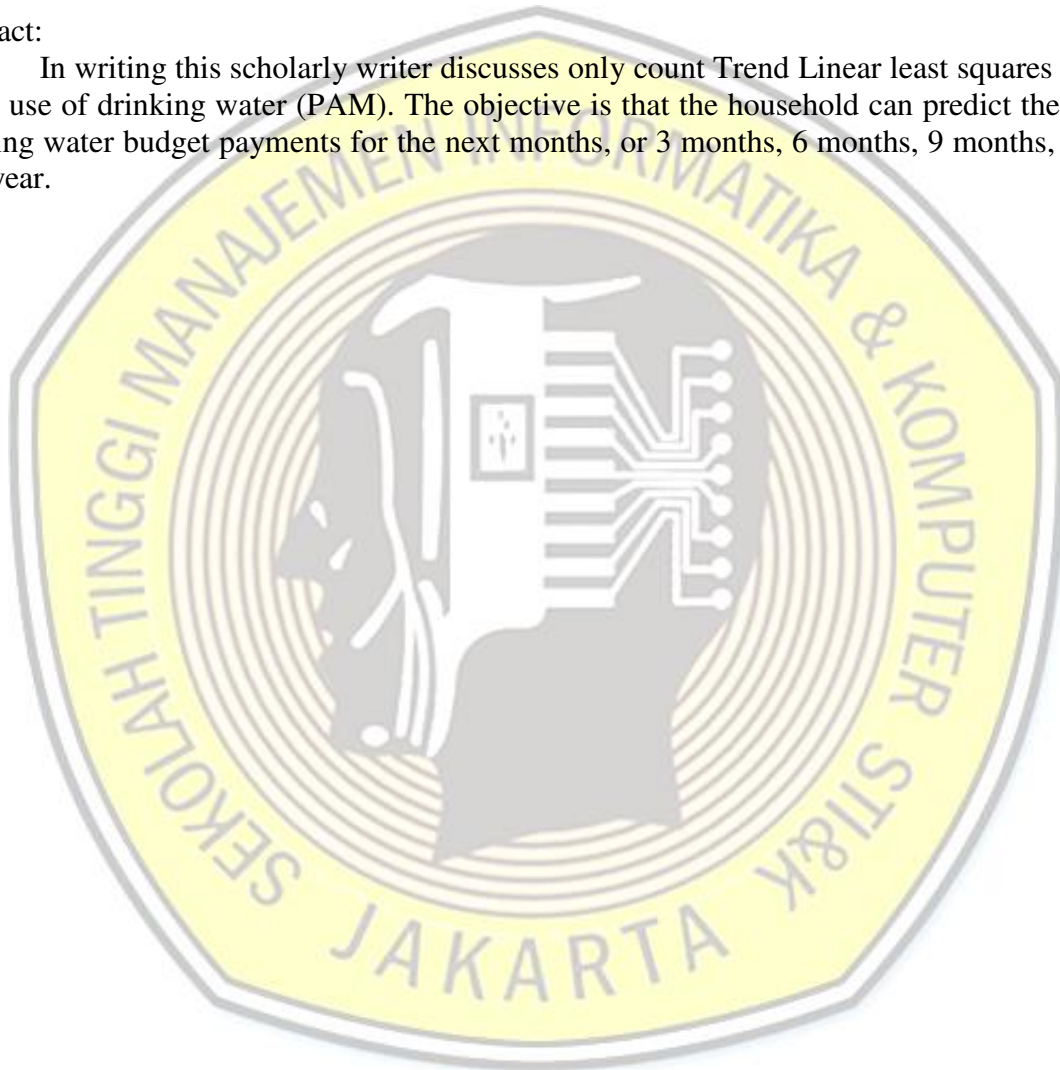 act:
In writing this scholarly writer discusses only count Trend Linear least squares
use of drinking water (PAM). The objective is that the household can predict the
ing water budget payments for the next months, or 3 months, 6 months, 9 months,
year.
SEKOLAH TINGGI MANAJEMEN INFORMATIKA & KOMPUTER STI&K
JAKARTA